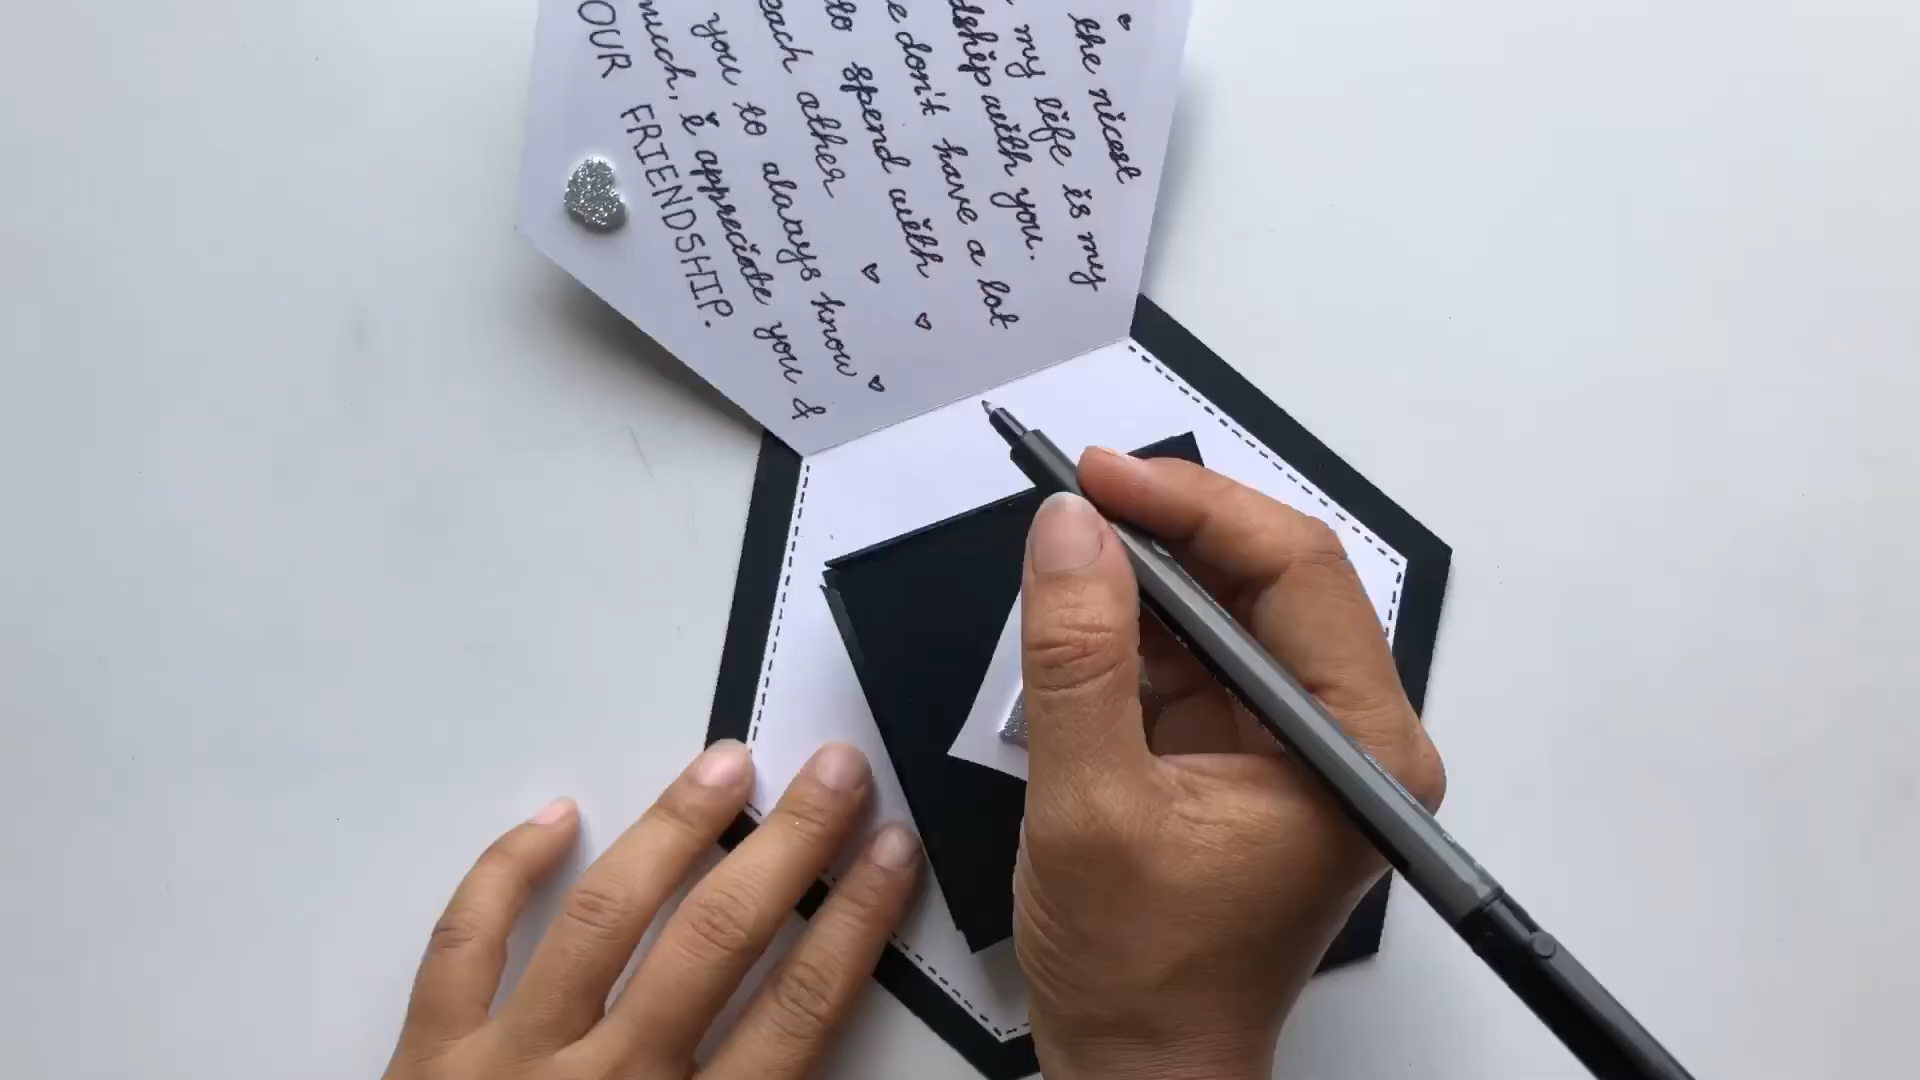 the nicest
my life is my
with you.
don't have a lot
to spend with
each other
you to always know
much, i appreciate you &
OUR FRIENDSHIP.